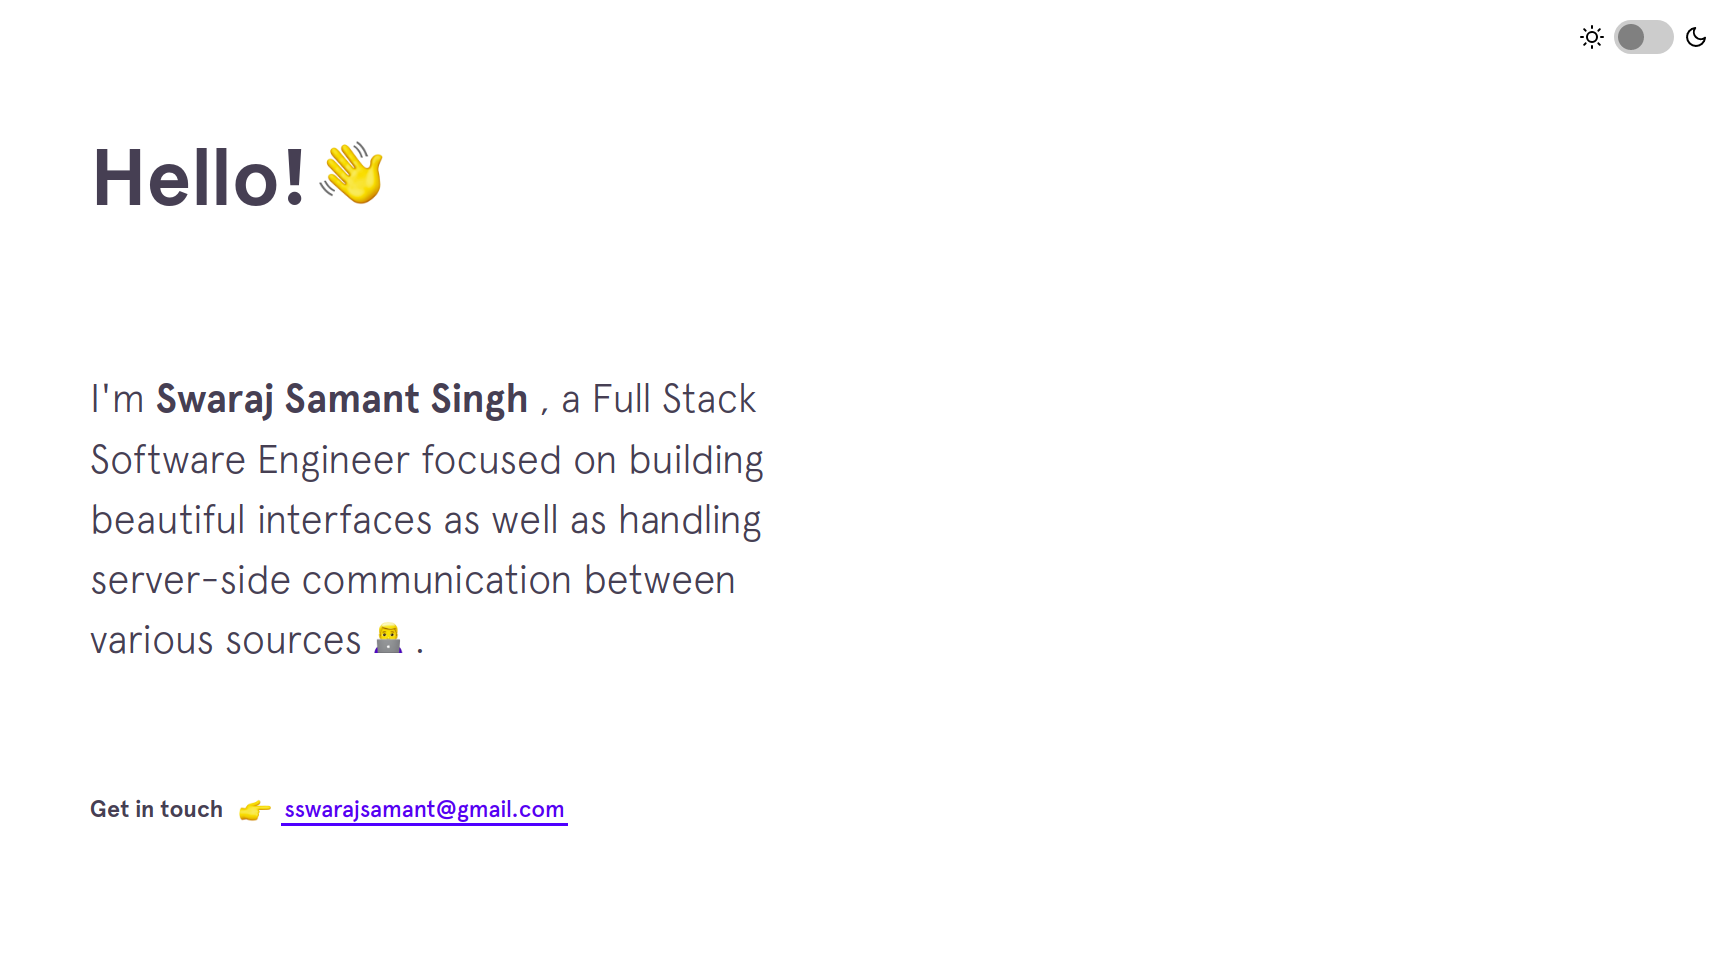 Hello! 👋
I'm Swaraj Samant Singh , a Full Stack
Software Engineer focused on building
beautiful interfaces as well as handling
server-side communication between
various sources 👨‍💻 .
Get in touch 👉 sswarajsamant@gmail.com